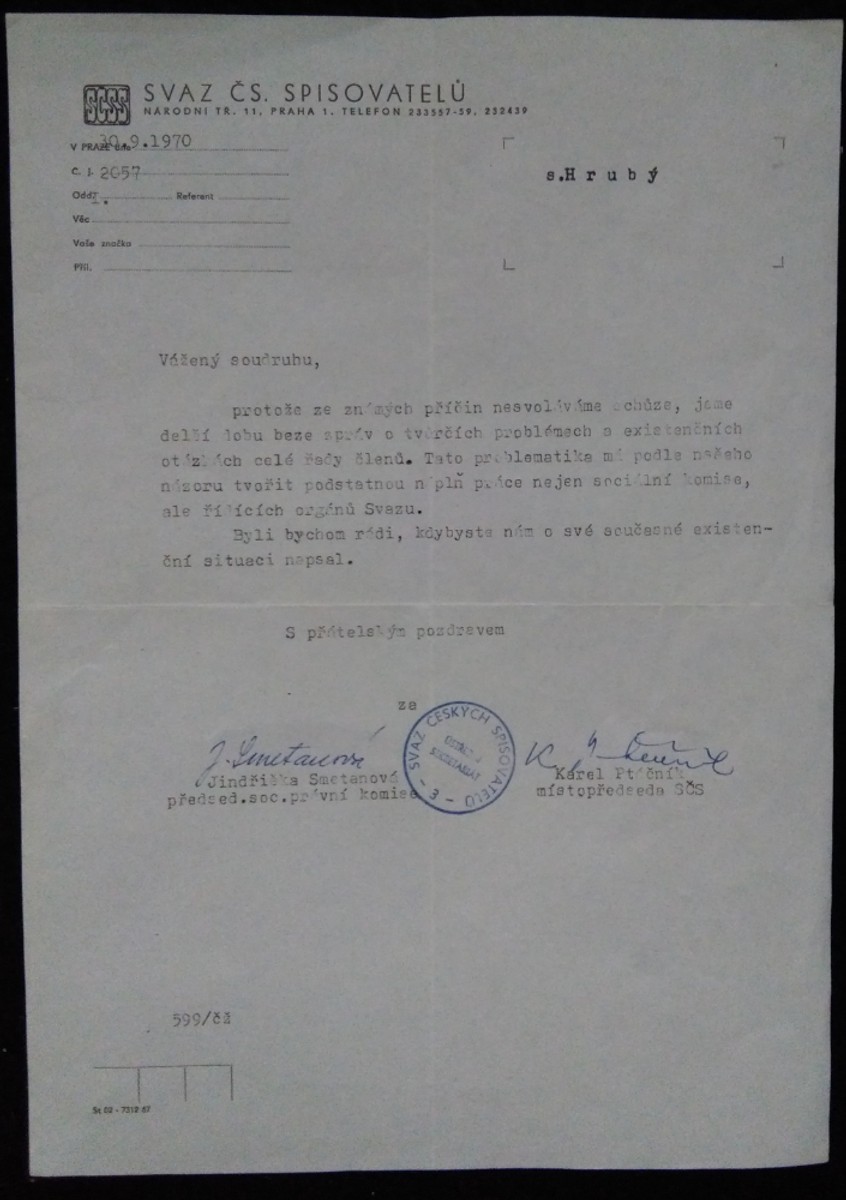 SČSS
SVAZ ČS. SPISOVATELŮ
NÁRODNÍ TŘ. 11, PRAHA 1, TELEFON 233557-59, 232439
V PRAZE dne 30.9.1970
Č. j. 2057
Odd. I. Referent
Věc
Vaše značka
Příl.
s.H r u b ý
Vážený soudruhu,
protože ze známých příčin nesvoláváme schůze, jsme
delší dobu beze zpráv o tvůrčích problémech a existenčních
otázkách celé řady členů. Tato problematika má podle našeho
názoru tvořit podstatnou náplň práce nejen sociální komise,
ale řídících orgánů Svazu.
Byli bychom rádi, kdybyste nám o své současné existen-
ční situaci napsal.
S přátelským pozdravem
za
J. Smetanová
Jindřiška Smetanová
předsed.soc.právní komise
SVAZ ČESKÝCH SPISOVATELŮ - 3 -
SEKRETARIÁT
Karel Ptáčník
místopředseda SČS
599/čž